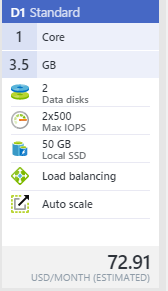 D1 Standard
1 Core
3.5 GB
2
Data disks
2x500
Max IOPS
50 GB
Local SSD
Load balancing
Auto scale
72.91
USD/MONTH (ESTIMATED)